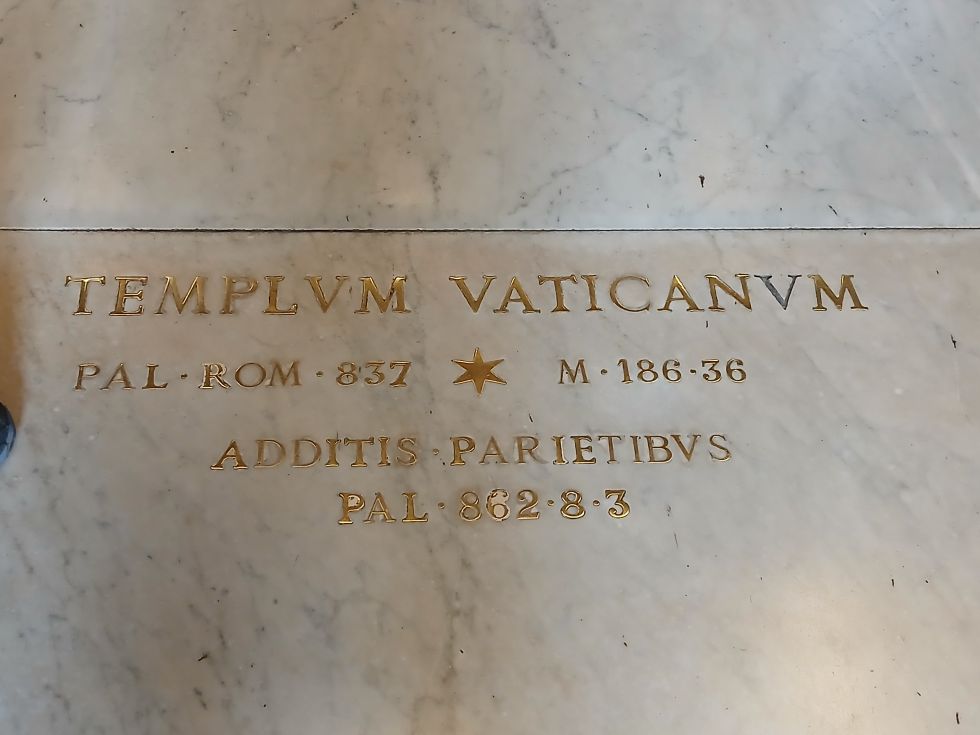 TEMPLVM VATICANVM
PAL·ROM·837 ★ M·186·36
ADDITIS·PARIETIBVS
PAL·862·8·3